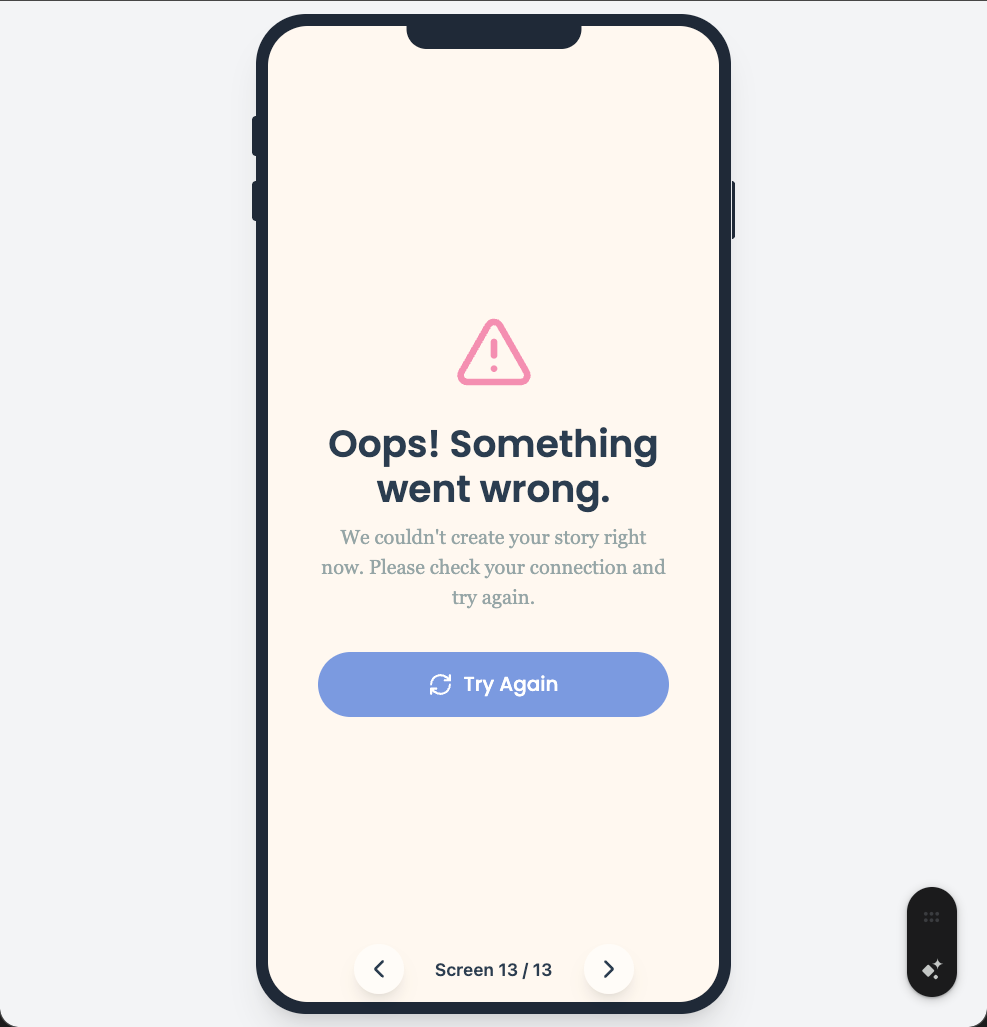 Oops! Something
went wrong.
We couldn't create your story right
now. Please check your connection and
try again.
Try Again
Screen 13 / 13